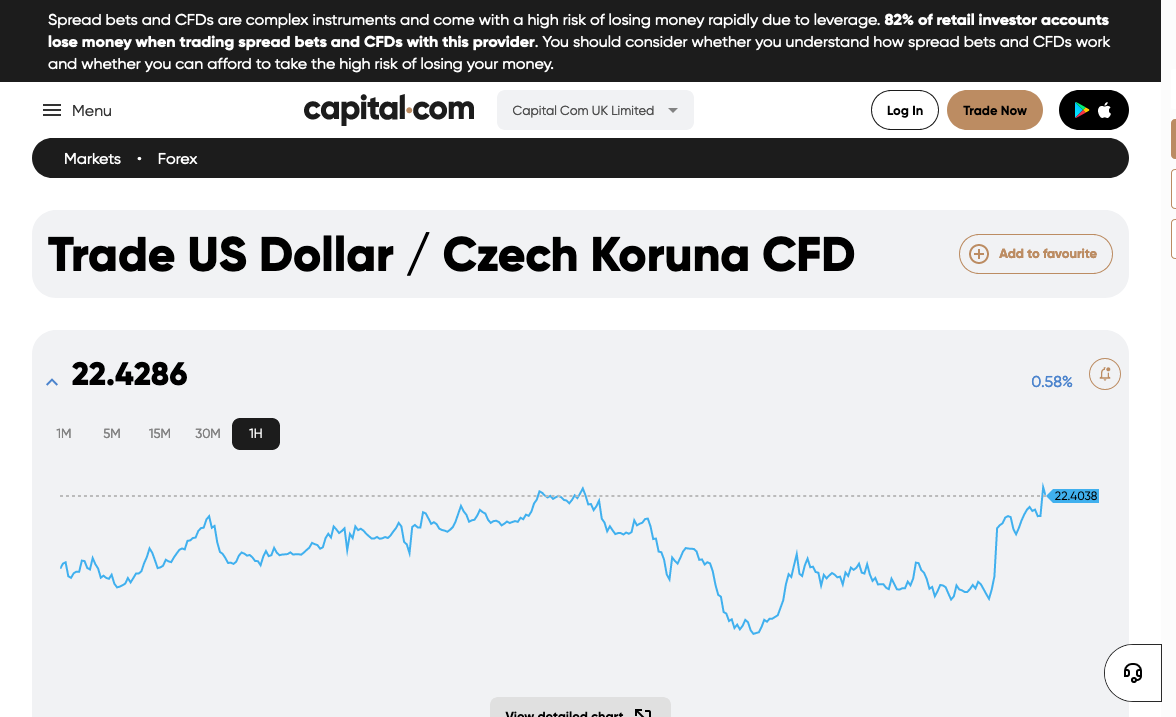 Spread bets and CFDs are complex instruments and come with a high risk of losing money rapidly due to leverage. 82% of retail investor accounts
lose money when trading spread bets and CFDs with this provider. You should consider whether you understand how spread bets and CFDs work
and whether you can afford to take the high risk of losing your money.
Menu
capital.com
Capital Com UK Limited
Log In
Trade Now
Markets • Forex
Trade US Dollar / Czech Koruna CFD
Add to favourite
22.4286
0.58%
1M 5M 15M 30M 1H
22.4038
View detailed chart